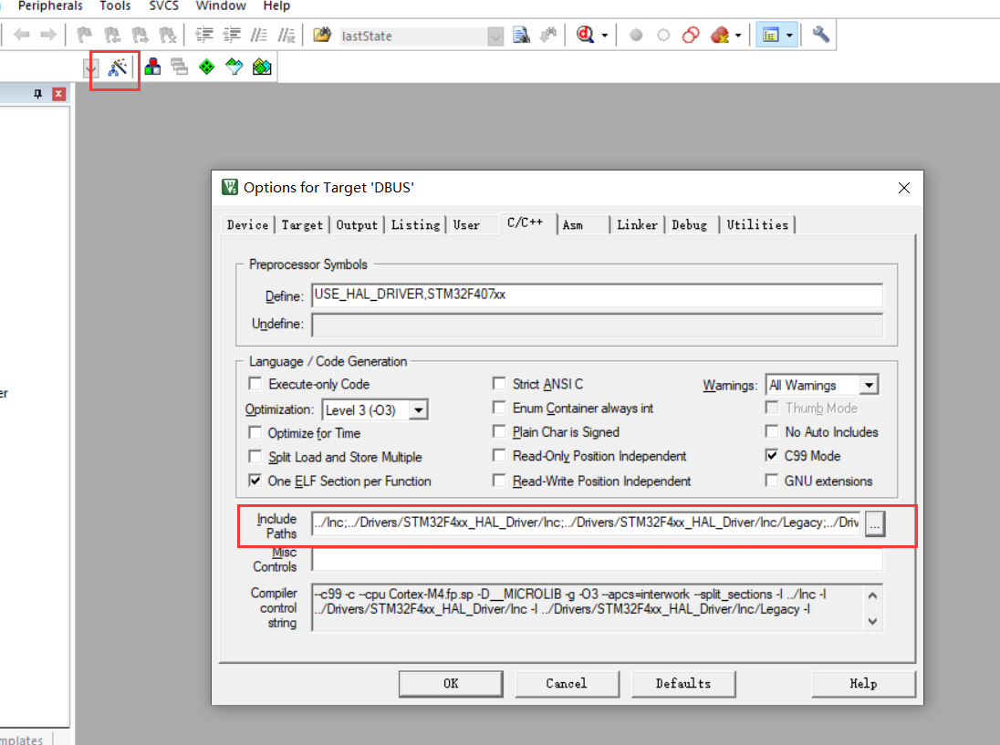 Peripherals Tools SVCS Window Help
lastState
Options for Target 'DBUS'
Device Target Output Listing User C/C++ Asm Linker Debug Utilities
Preprocessor Symbols
Define: USE_HAL_DRIVER,STM32F407xx
Undefine:
Language / Code Generation
Execute-only Code Strict ANSI C Warnings: All Warnings
Optimization: Level 3 (-O3) Enum Container always int Thumb Mode
Optimize for Time Plain Char is Signed No Auto Includes
Split Load and Store Multiple Read-Only Position Independent C99 Mode
One ELF Section per Function Read-Write Position Independent GNU extensions
Include Paths ../Inc;../Drivers/STM32F4xx_HAL_Driver/Inc;../Drivers/STM32F4xx_HAL_Driver/Inc/Legacy;../Driv ...
Misc Controls
Compiler control string --c99 -c --cpu Cortex-M4.fp.sp -D__MICROLIB -g -O3 --apcs=interwork --split_sections -I ../Inc -I
../Drivers/STM32F4xx_HAL_Driver/Inc -I ../Drivers/STM32F4xx_HAL_Driver/Inc/Legacy -I
OK Cancel Defaults Help
er
mplates